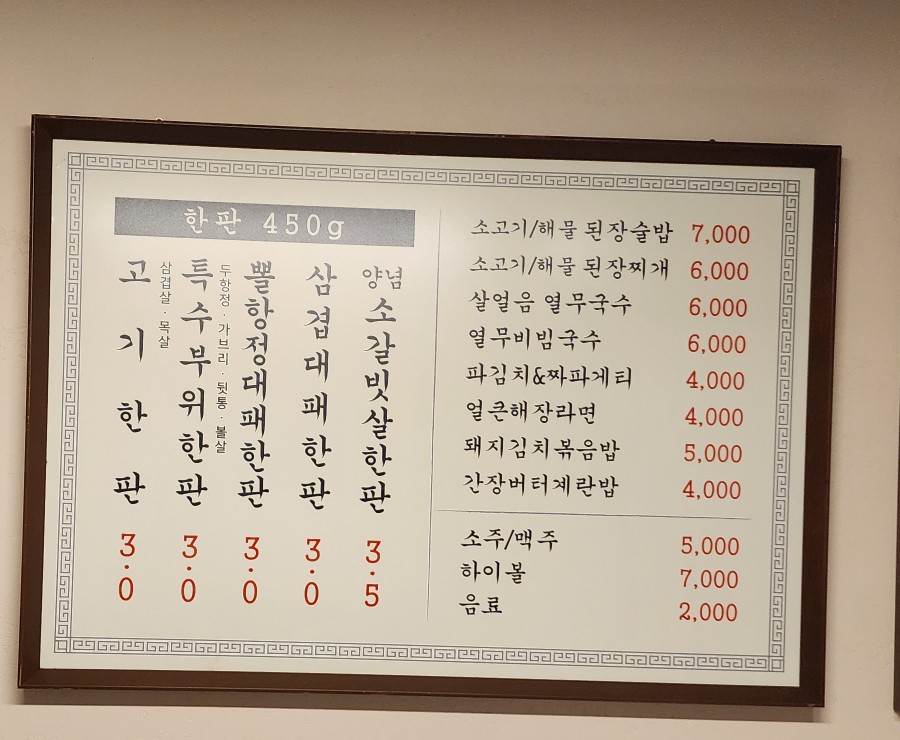 한판 450g
고기한판
삼겹살·목살
3.0
특수부위한판
두항정·가브리·뒷통·볼살
3.0
뽈항정대패한판
3.0
삼겹대패한판
3.0
양념
소갈빗살한판
3.5
소고기/해물 된장술밥 7,000
소고기/해물 된장찌개 6,000
살얼음 열무국수 6,000
열무비빔국수 6,000
파김치&짜파게티 4,000
얼큰해장라면 4,000
돼지김치볶음밥 5,000
간장버터계란밥 4,000
소주/맥주 5,000
하이볼 7,000
음료 2,000